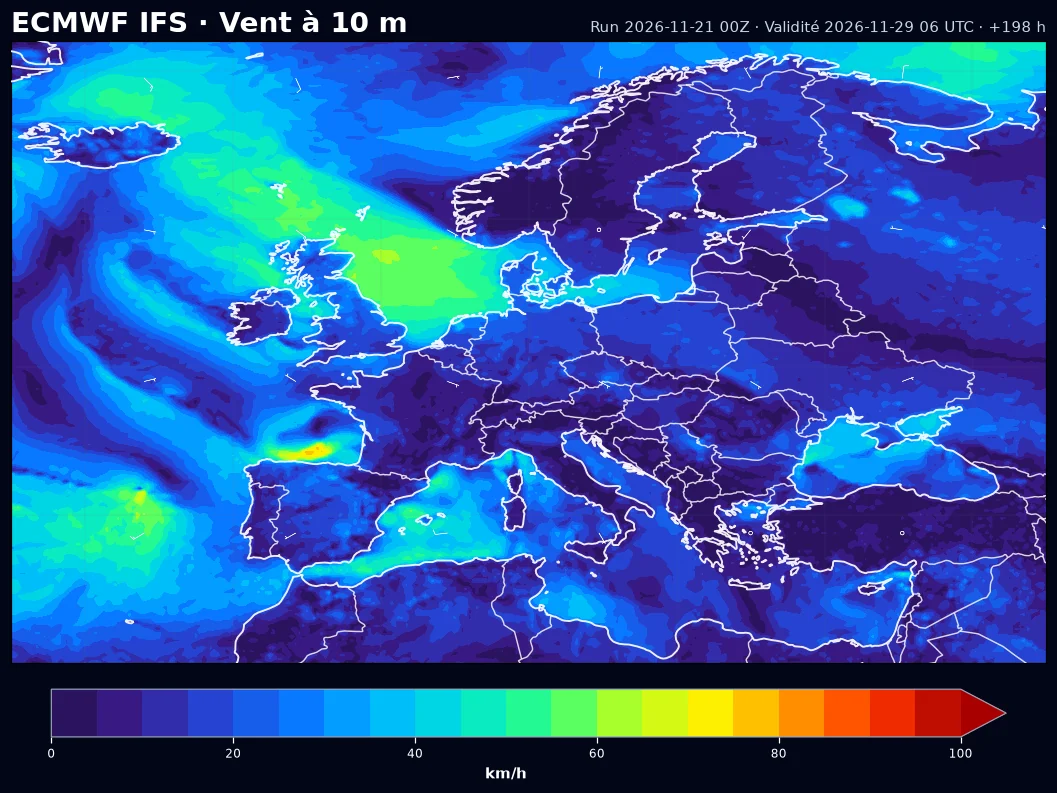 ECMWF IFS · Vent à 10 m
Run 2026-11-21 00Z · Validité 2026-11-29 06 UTC · +198 h
0 20 40 60 80 100
km/h